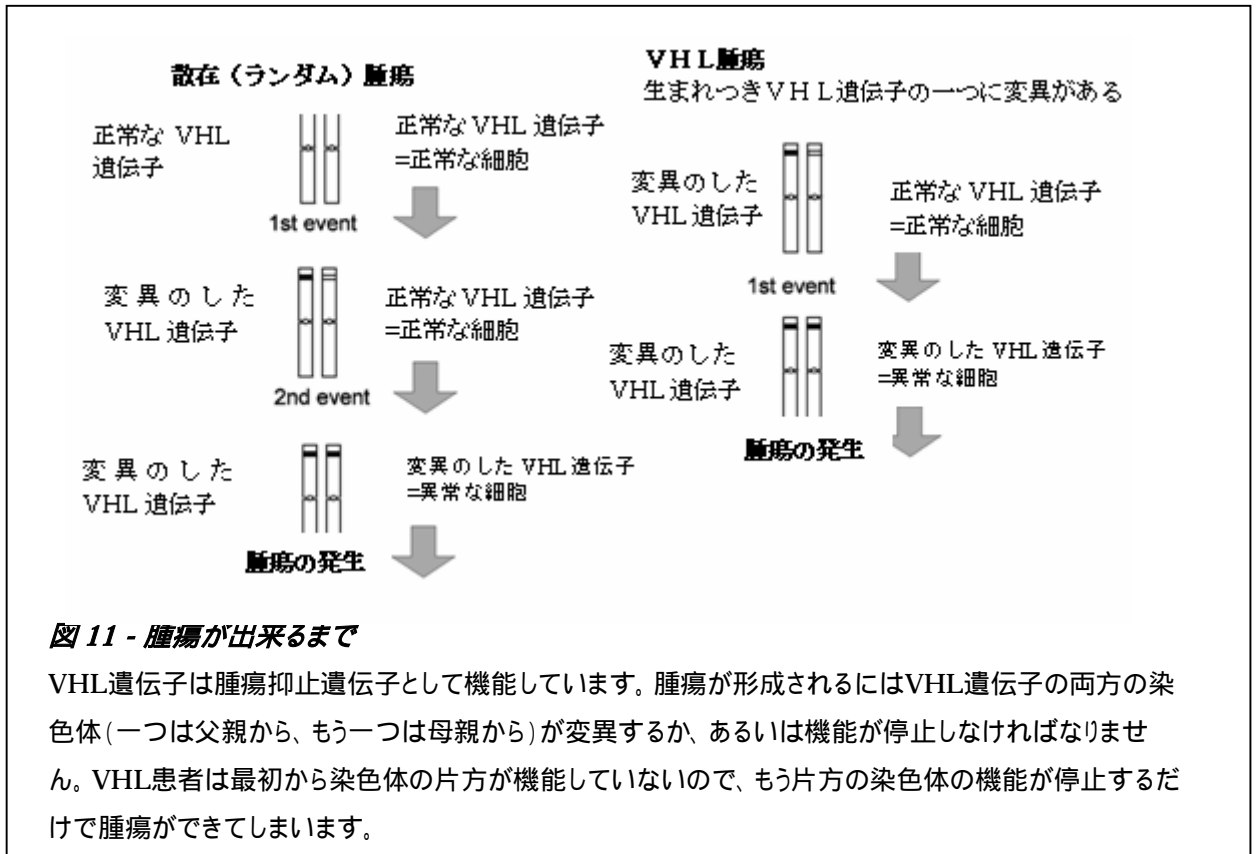 散在（ランダム）腫瘍
正常な VHL
遺伝子
正常な VHL 遺伝子
=正常な細胞
1st event
変異のした
VHL 遺伝子
正常な VHL 遺伝子
=正常な細胞
2nd event
変異のした
VHL 遺伝子
変異のした VHL 遺伝子
=異常な細胞
腫瘍の発生
ＶＨＬ腫瘍
生まれつきＶＨＬ遺伝子の一つに変異がある
変異のした
VHL 遺伝子
正常な VHL 遺伝子
=正常な細胞
1st event
変異のした
VHL 遺伝子
変異のした VHL 遺伝子
=異常な細胞
腫瘍の発生
図 11 - 腫瘍が出来るまで
VHL遺伝子は腫瘍抑止遺伝子として機能しています。腫瘍が形成されるにはVHL遺伝子の両方の染
色体(一つは父親から、もう一つは母親から)が変異するか、あるいは機能が停止しなければなりませ
ん。VHL患者は最初から染色体の片方が機能していないので、もう片方の染色体の機能が停止するだ
けで腫瘍ができてしまいます。